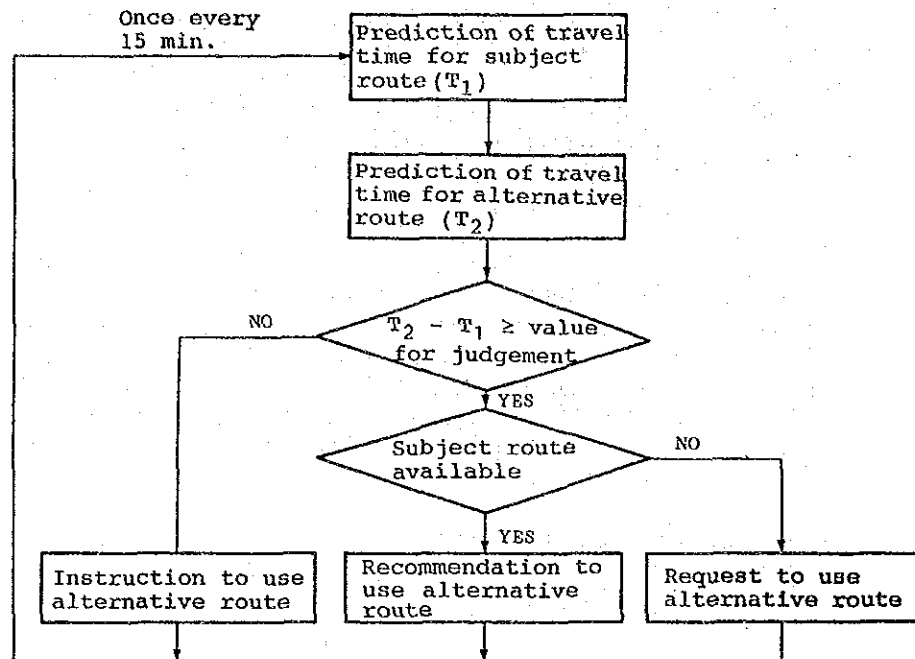 Once every
15 min.
Prediction of travel
time for subject
route (T1)
Prediction of travel
time for alternative
route (T2)
NO
T2 - T1 ≥ value
for judgement
YES
Subject route
available
NO
YES
Instruction to use
alternative route
Recommendation to
use alternative
route
Request to use
alternative route